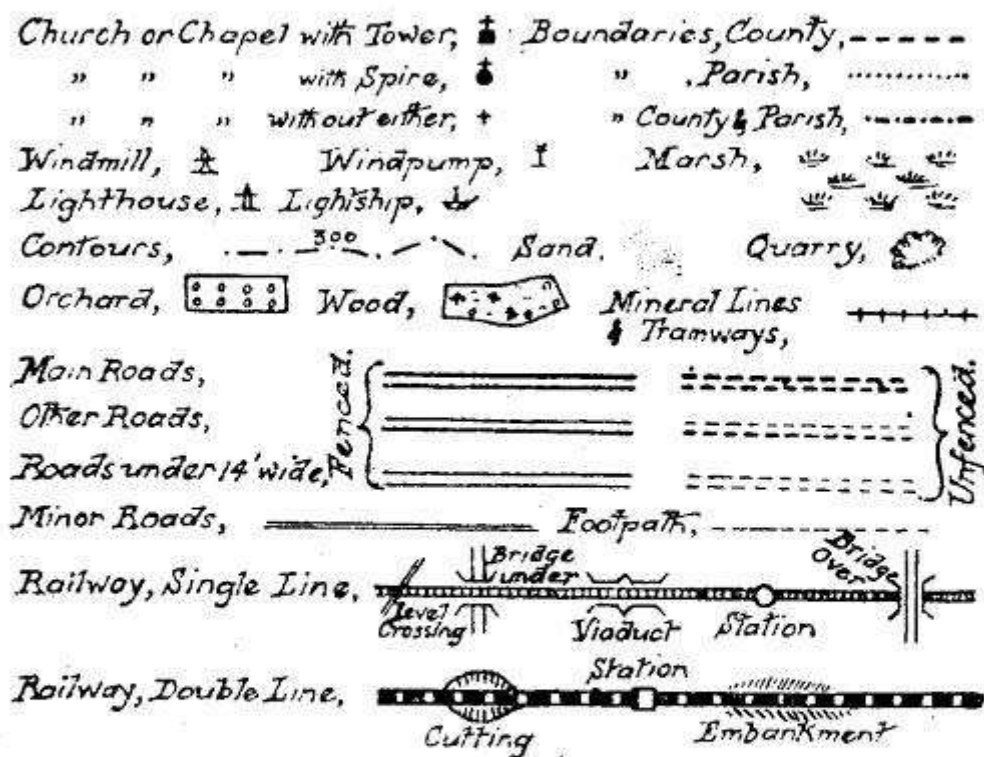 Church or Chapel with Tower, Boundaries, County,
" " " with Spire, " Parish,
" " " without either, " County & Parish,
Windmill, Windpump, Marsh,
Lighthouse, Lightship,
Contours, 300 Sand. Quarry,
Orchard, Wood, Mineral Lines
& Tramways,
Main Roads,
Other Roads,
Roads under 14' wide,
Fenced.
Unfenced.
Minor Roads, Footpath,
Railway, Single Line,
Level
Crossing
Bridge
under
Viaduct
Station
Bridge
Over
Railway, Double Line,
Cutting
Station
Embankment